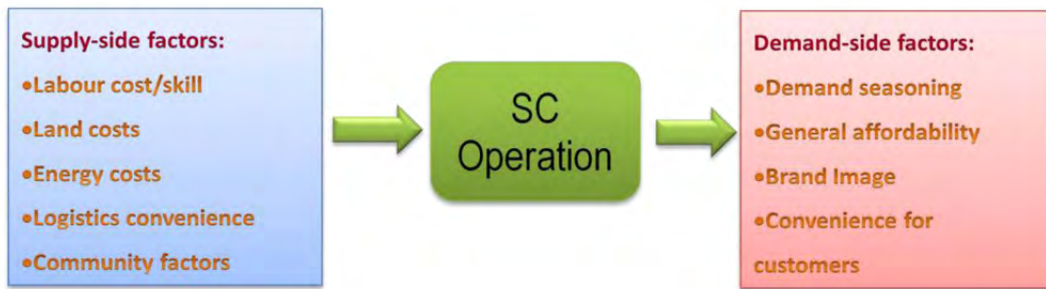 Supply-side factors:
•Labour cost/skill
•Land costs
•Energy costs
•Logistics convenience
•Community factors
SC
Operation
Demand-side factors:
•Demand seasoning
•General affordability
•Brand Image
•Convenience for
customers